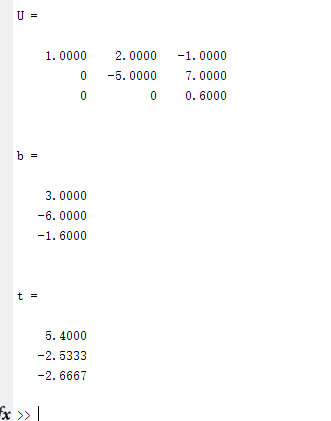 U =
1.0000 2.0000 -1.0000
0 -5.0000 7.0000
0 0 0.6000
b =
3.0000
-6.0000
-1.6000
t =
5.4000
-2.5333
-2.6667
fx >>